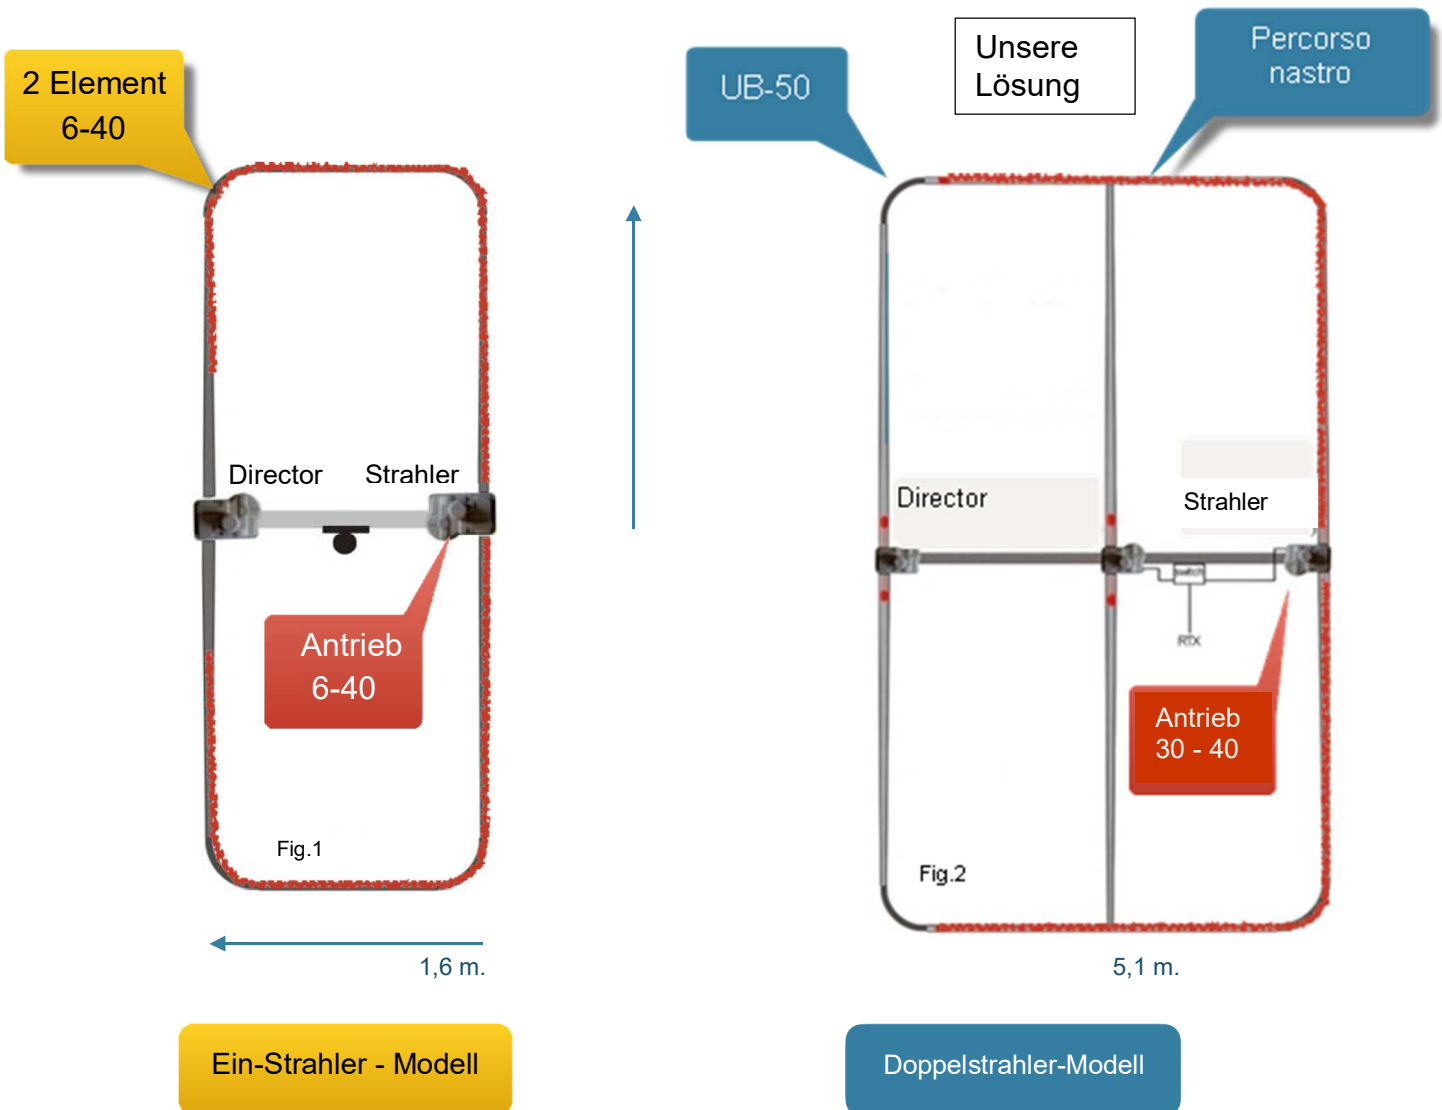 2 Element
6-40
UB-50
Unsere
Lösung
Percorso
nastro
Director
Strahler
Director
Strahler
switch
RTX
Antrieb
6-40
Antrieb
30 - 40
Fig.1
Fig.2
1,6 m.
5,1 m.
Ein-Strahler - Modell
Doppelstrahler-Modell